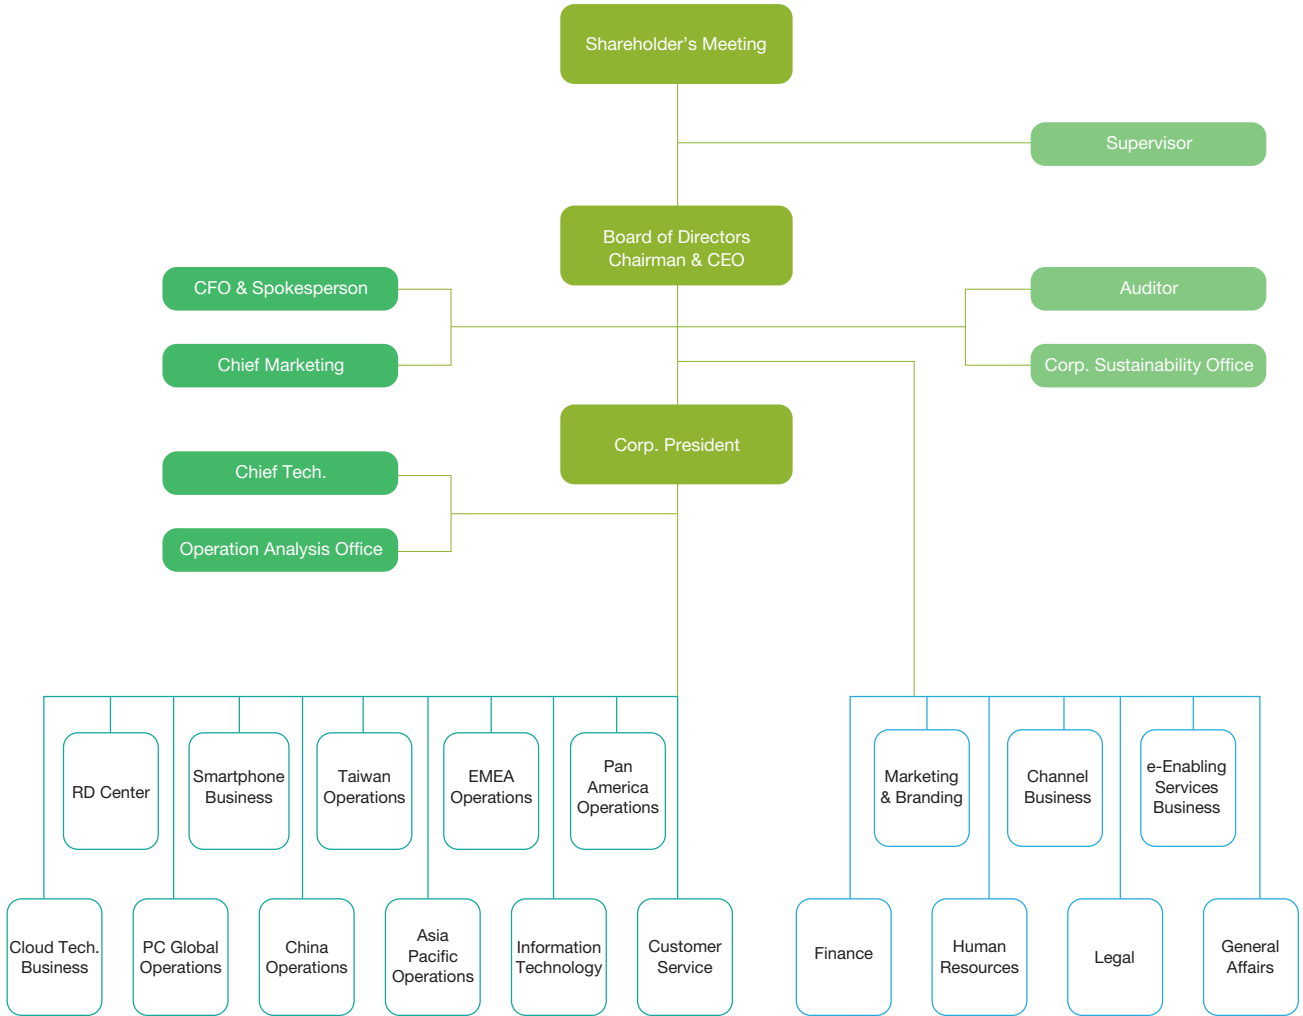 Shareholder's Meeting
Supervisor
Board of Directors
Chairman & CEO
CFO & Spokesperson
Auditor
Chief Marketing
Corp. Sustainability Office
Corp. President
Chief Tech.
Operation Analysis Office
RD Center
Smartphone
Business
Taiwan
Operations
EMEA
Operations
Pan
America
Operations
Marketing
& Branding
Channel
Business
e-Enabling
Services
Business
Cloud Tech.
Business
PC Global
Operations
China
Operations
Asia
Pacific
Operations
Information
Technology
Customer
Service
Finance
Human
Resources
Legal
General
Affairs